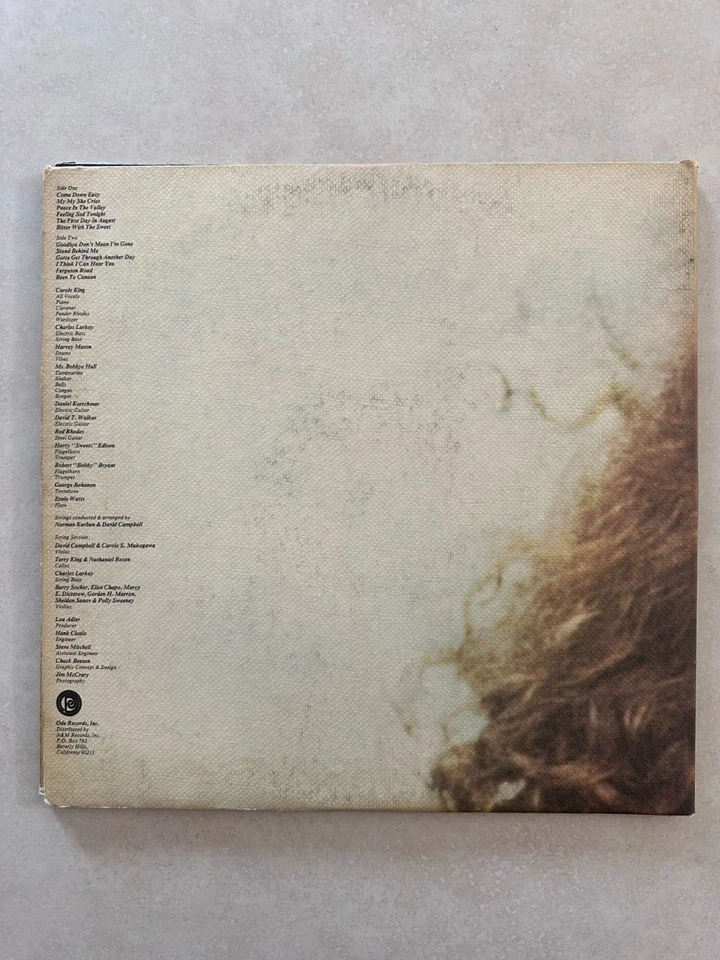 Side One
Come Down Easy
My My She Cries
Peace In The Valley
Feeling Sad Tonight
The First Day In August
Bitter With The Sweet
Side Two
Goodbye Don't Mean I'm Gone
Stand Behind Me
Gotta Get Through Another Day
I Think I Can Hear You
Ferguson Road
Been To Canaan
Carole King
All Vocals
Piano
Clavinet
Fender Rhodes
Wurlitzer
Charles Larkey
Electric Bass
String Bass
Harvey Mason
Drums
Vibes
Ms. Bobbye Hall
Tambourine
Shaker
Bells
Congas
Bongos
Daniel Kortchmar
Electric Guitar
David T. Walker
Electric Guitar
Red Rhodes
Steel Guitar
Harry "Sweets" Edison
Flugelhorn
Trumpet
Robert "Bobby" Bryant
Flugelhorn
Trumpet
George Bohanon
Trombone
Ernie Watts
Flute
Strings conducted & arranged by
Norman Kurban & David Campbell
String Section:
David Campbell & Carole S. Mukogawa
Violas
Terry King & Nathaniel Rosen
Cellos
Charles Larkey
String Bass
Barry Socher, Eliot Chapo, Marcy
E. Dicterow, Gordon H. Marron,
Sheldon Sanov & Polly Sweeney
Violins
Lou Adler
Producer
Hank Cicalo
Engineer
Steve Mitchell
Assistant Engineer
Chuck Beeson
Graphic Concept & Design
Jim McCrary
Photography
Ode Records, Inc.
Distributed by
A&M Records, Inc.
P.O. Box 782
Beverly Hills,
California 90213